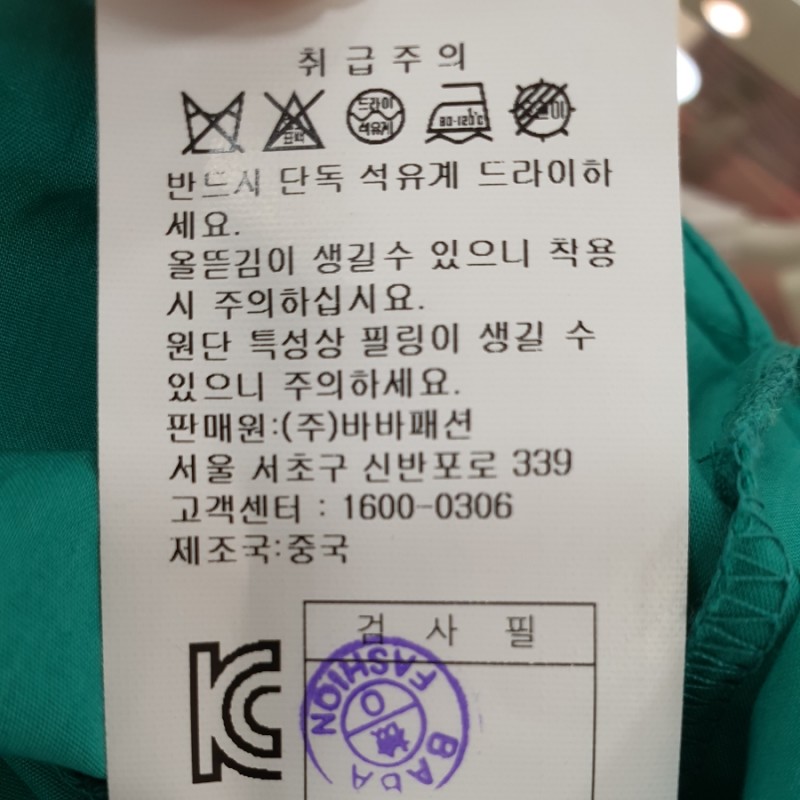 취급주의
표백
드라이
석유계
80-120℃
반드시 단독 석유계 드라이하
세요.
올뜯김이 생길수 있으니 착용
시 주의하십시요.
원단 특성상 필링이 생길 수
있으니 주의하세요.
판매원:(주)바바패션
서울 서초구 신반포로 339
고객센터 : 1600-0306
제조국:중국
검 사 필
FASHION